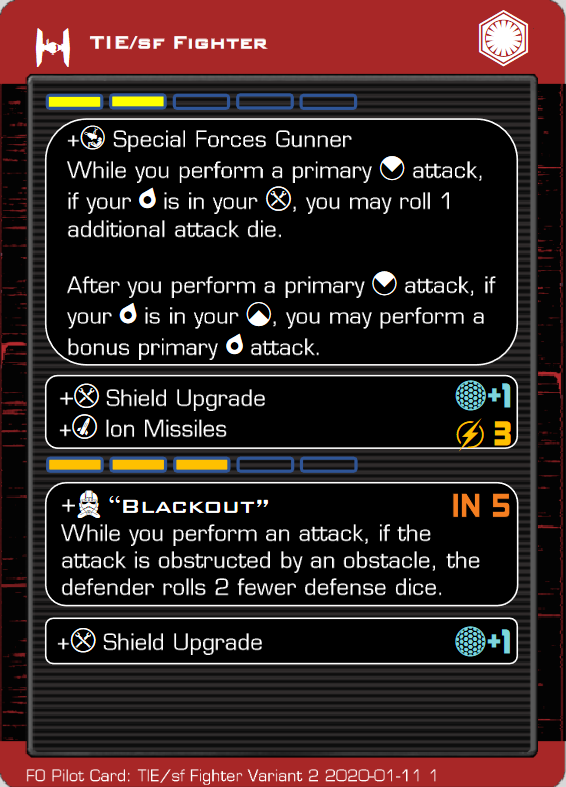 TIE/sf Fighter
+ Special Forces Gunner
While you perform a primary attack,
if your is in your , you may roll 1
additional attack die.
After you perform a primary attack, if
your is in your , you may perform a
bonus primary attack.
+ Shield Upgrade +1
+ Ion Missiles 3
+ “Blackout” IN 5
While you perform an attack, if the
attack is obstructed by an obstacle, the
defender rolls 2 fewer defense dice.
+ Shield Upgrade +1
FO Pilot Card: TIE/sf Fighter Variant 2 2020-01-11 1